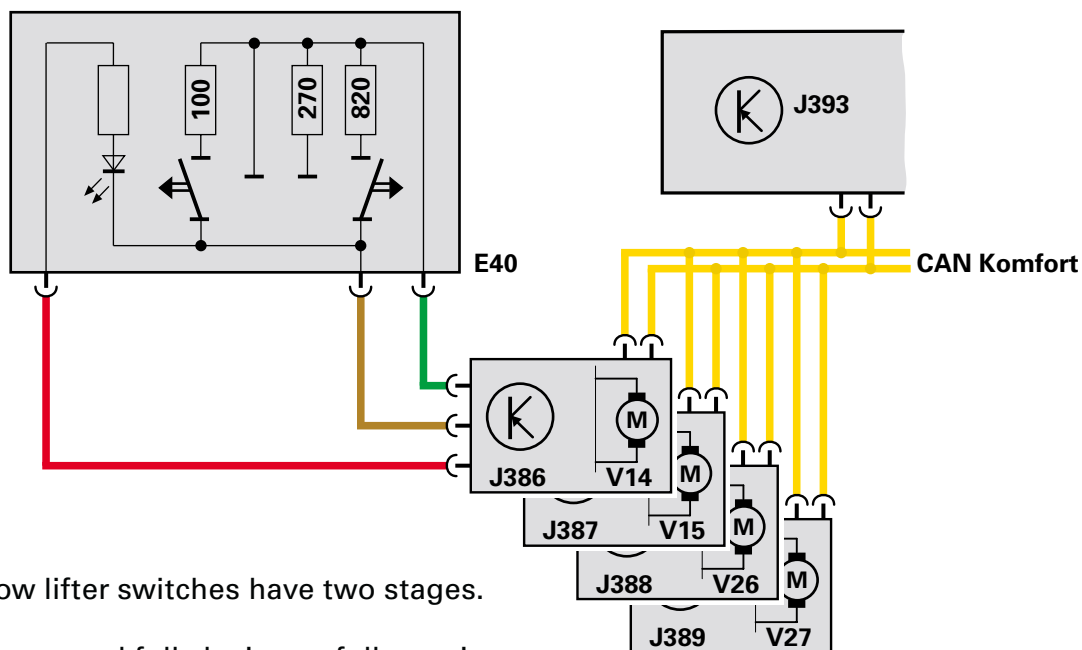 100
270
820
E40
J393
CAN Komfort
M
J386 V14
M
J387 V15
M
J388 V26
M
J389 V27
lifter switches have two stages.